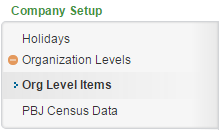 Company Setup
Holidays
Organization Levels
Org Level Items
PBJ Census Data